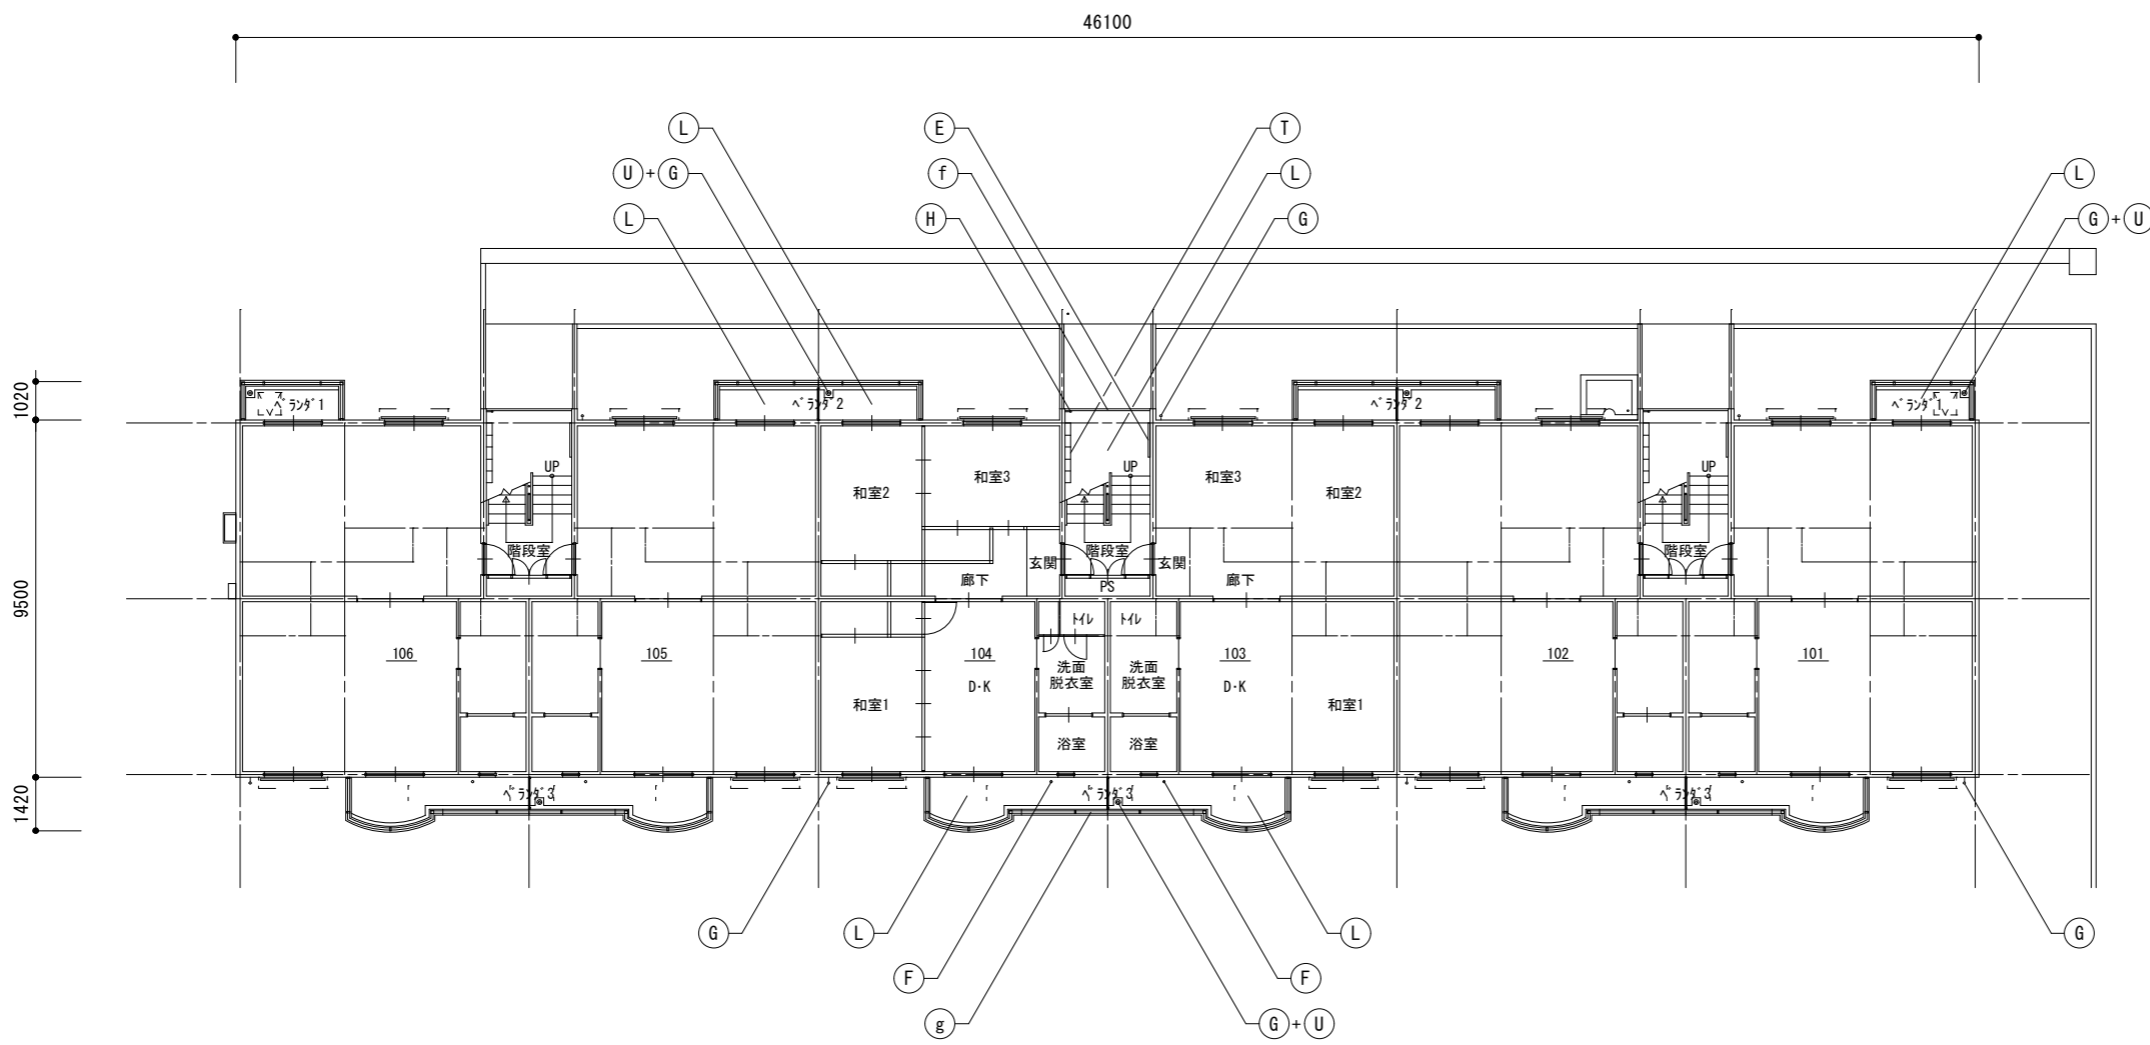 46100
L
E
T
U+G
f
L
L
L
H
G
G+U
1020
ベランダ1
ベランダ2
ベランダ2
ベランダ1
UP
UP
UP
和室2
和室3
和室3
和室2
階段室
階段室
階段室
玄関
玄関
廊下
廊下
PS
9500
トイレ
トイレ
106
105
104
103
102
101
D・K
D・K
洗面
脱衣室
洗面
脱衣室
和室1
和室1
浴室
浴室
1420
ベランダ3
ベランダ3
ベランダ3
G
L
L
G
F
F
g
G+U